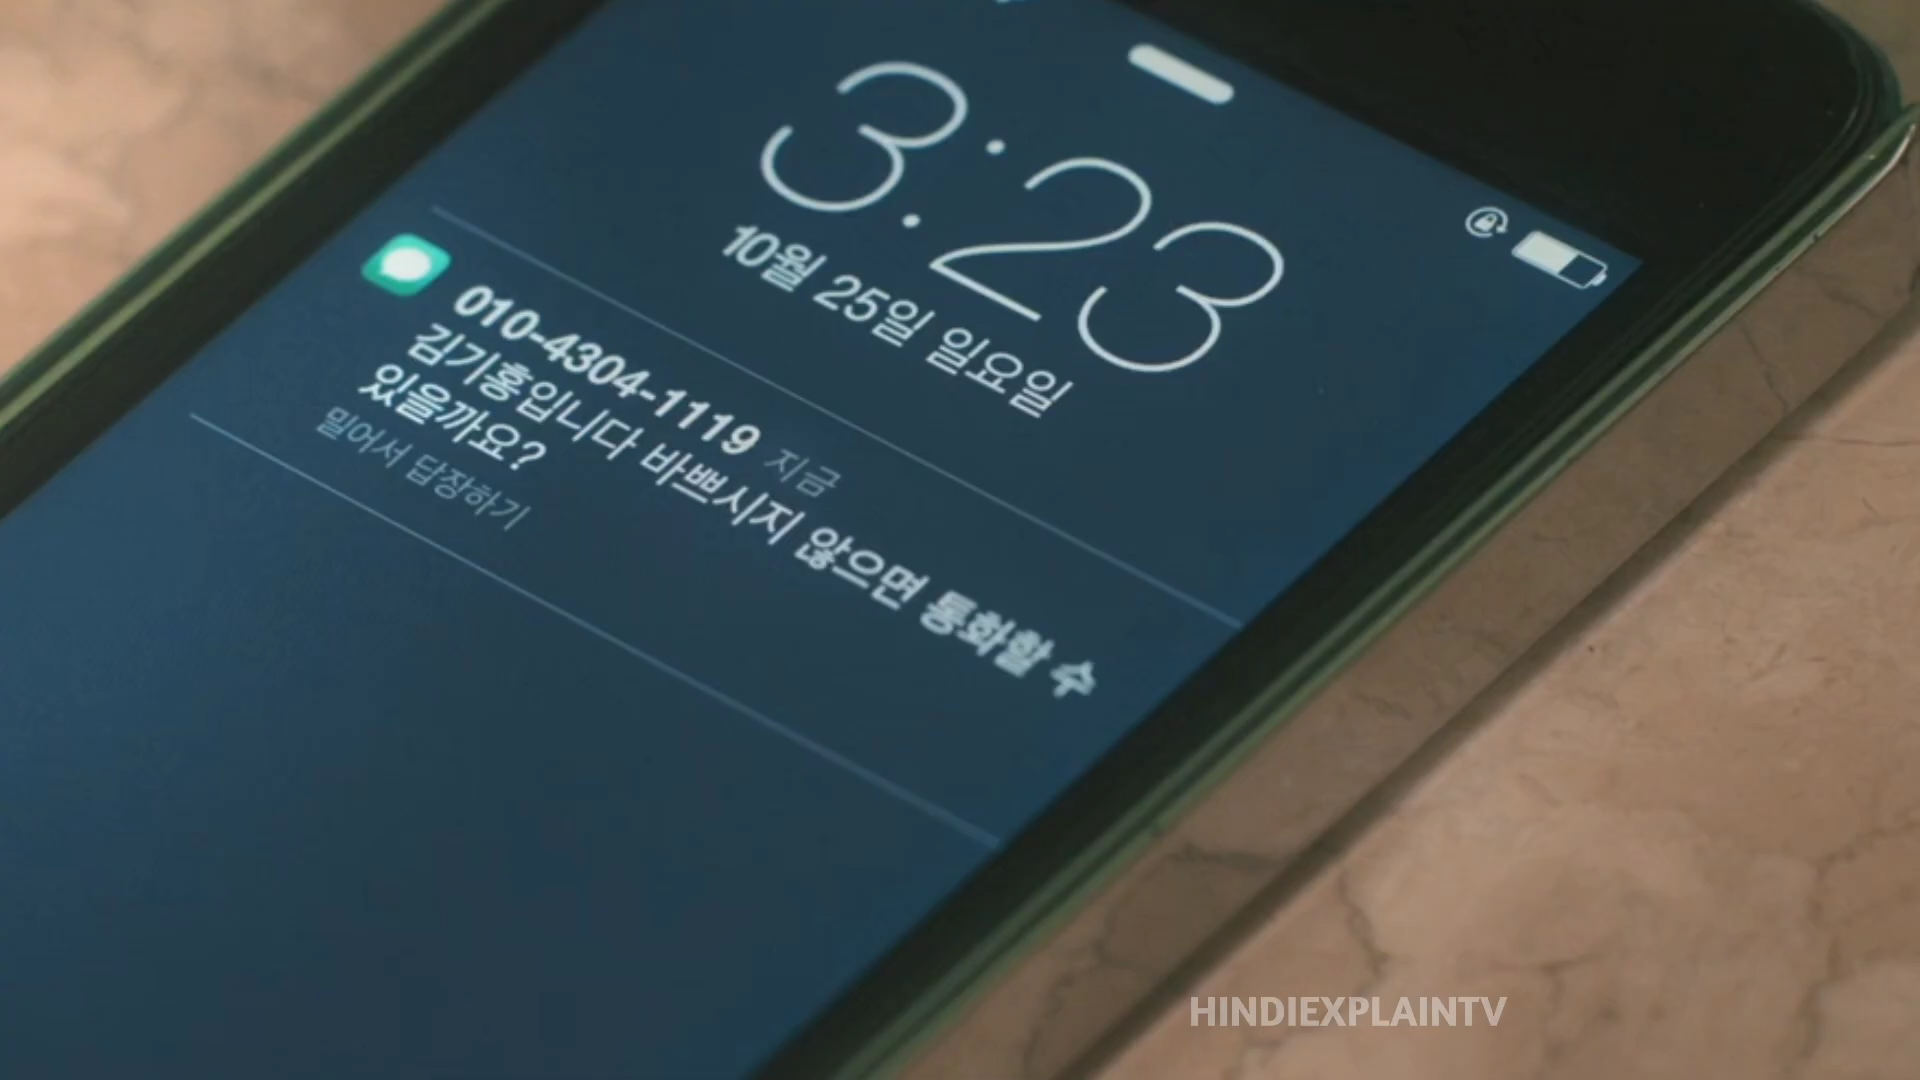 3:23
10월 25일 일요일
010-4304-1119 지금
김기홍입니다 바쁘시지 않으면 통화할 수
있을까요?
밀어서 답장하기
HINDIEXPLAINTV